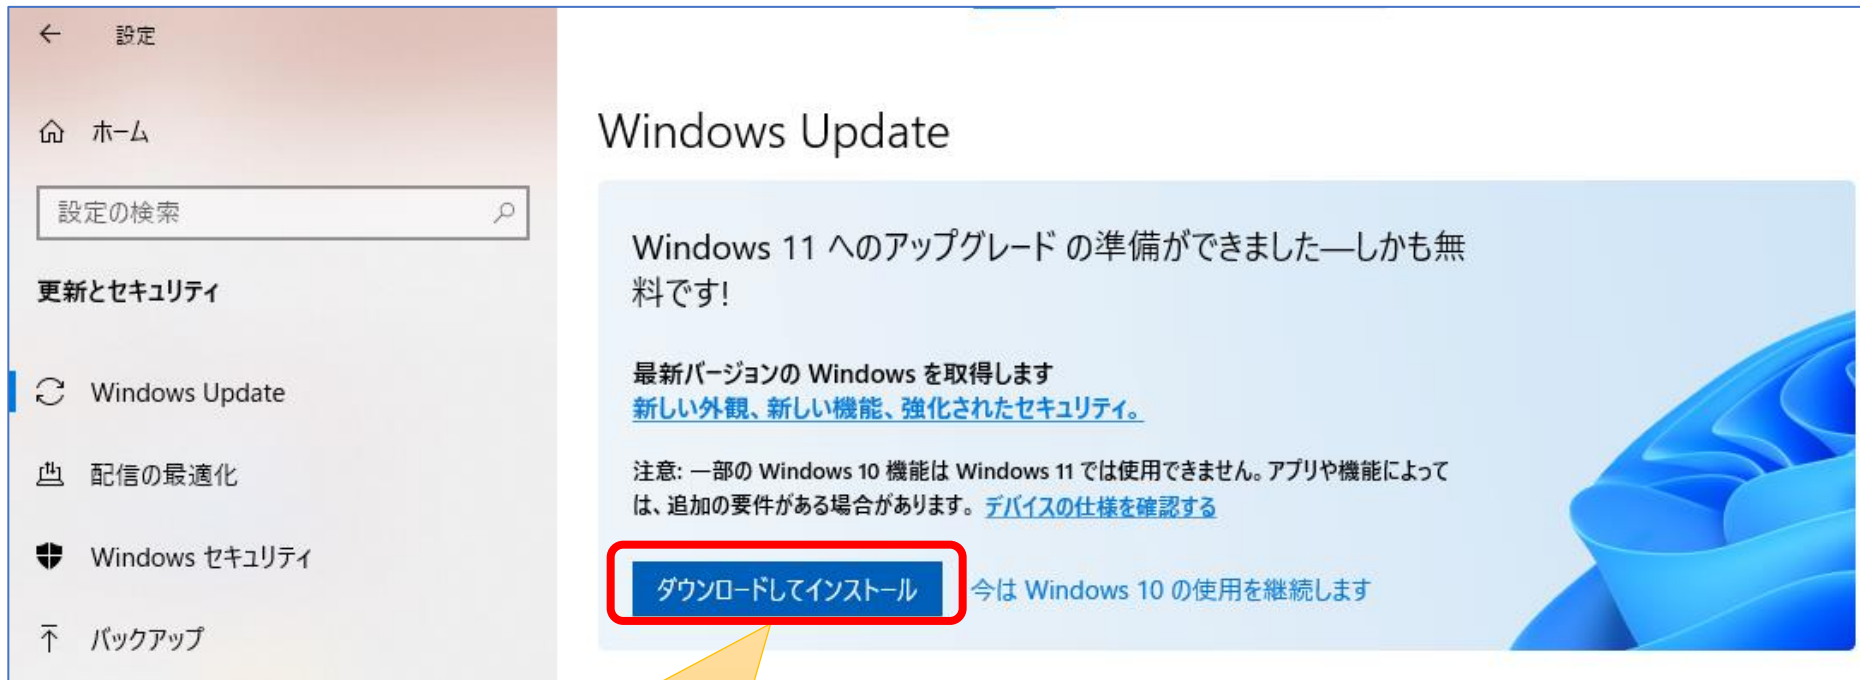 設定
ホーム
設定の検索
更新とセキュリティ
Windows Update
配信の最適化
Windows セキュリティ
バックアップ
Windows Update
Windows 11 へのアップグレード の準備ができました—しかも無
料です!
最新バージョンの Windows を取得します
新しい外観、新しい機能、強化されたセキュリティ。
注意: 一部の Windows 10 機能は Windows 11 では使用できません。アプリや機能によって
は、追加の要件がある場合があります。 デバイスの仕様を確認する
ダウンロードしてインストール 今は Windows 10 の使用を継続します